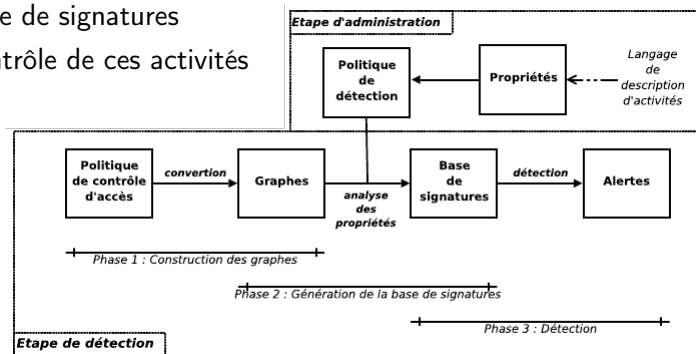 e de signatures
ntrôle de ces activités
Etape d'administration
Politique
de
détection
Propriétés
Langage
de
description
d'activités
Politique
de contrôle
d'accès
convertion
Graphes
analyse
des
propriétés
Base
de
signatures
détection
Alertes
Phase 1 : Construction des graphes
Phase 2 : Génération de la base de signatures
Phase 3 : Détection
Etape de détection